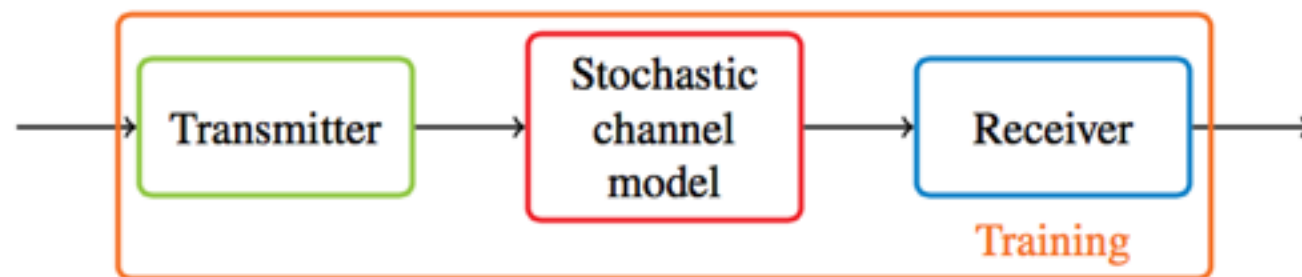 Transmitter
Stochastic
channel
model
Receiver
Training